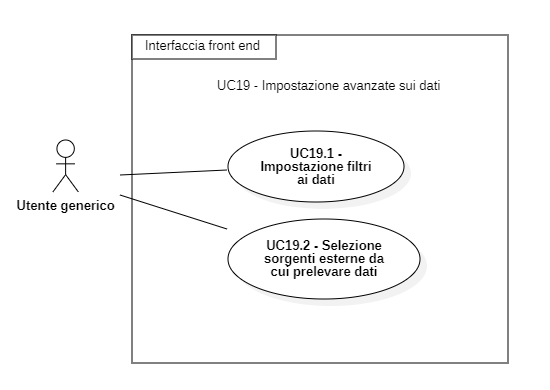 Interfaccia front end
UC19 - Impostazione avanzate sui dati
UC19.1 -
Impostazione filtri
ai dati
Utente generico
UC19.2 - Selezione
sorgenti esterne da
cui prelevare dati